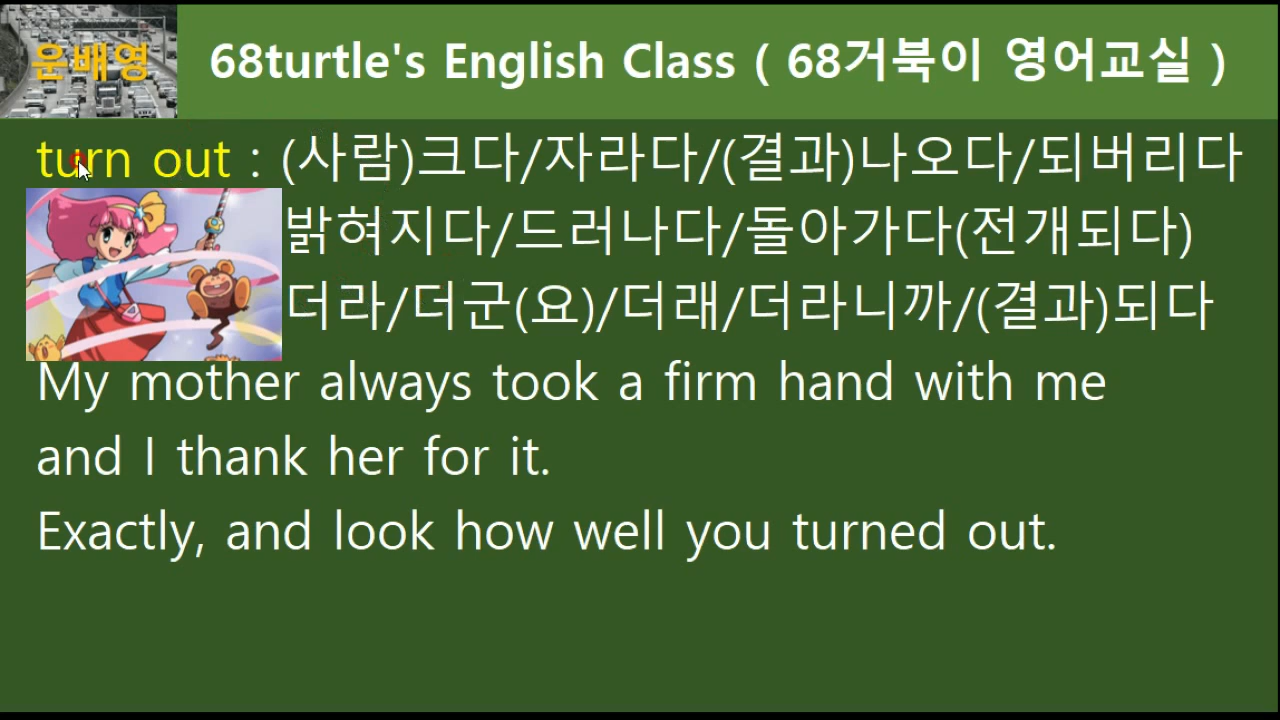 운배영
68turtle's English Class ( 68거북이 영어교실 )
turn out : (사람)크다/자라다/(결과)나오다/되버리다
밝혀지다/드러나다/돌아가다(전개되다)
더라/더군(요)/더래/더라니까/(결과)되다
My mother always took a firm hand with me
and I thank her for it.
Exactly, and look how well you turned out.